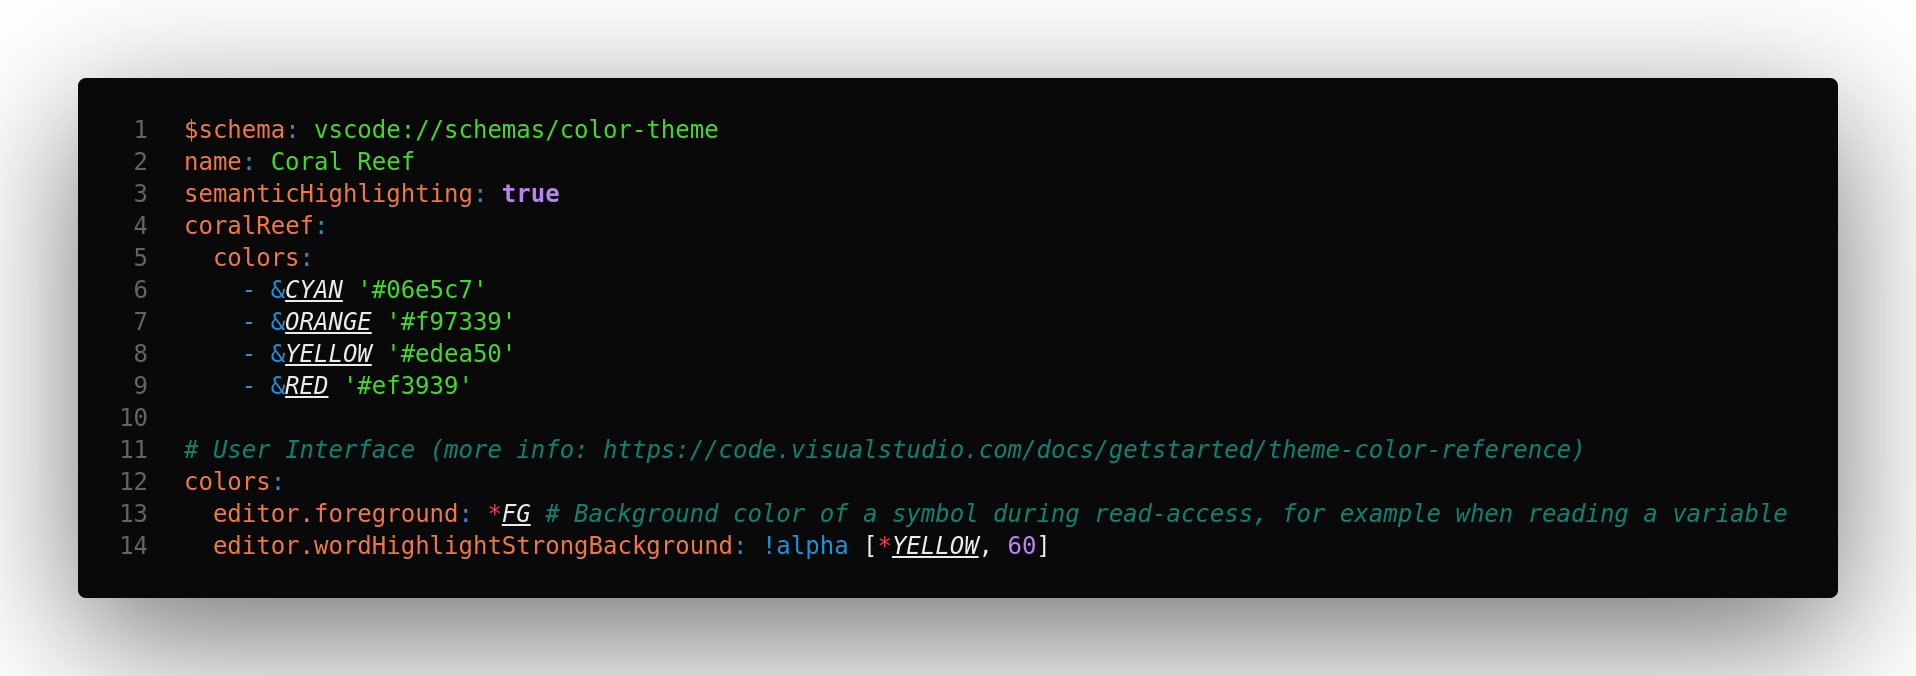 1 $schema: vscode://schemas/color-theme
2 name: Coral Reef
3 semanticHighlighting: true
4 coralReef:
5   colors:
6     - &CYAN '#06e5c7'
7     - &ORANGE '#f97339'
8     - &YELLOW '#edea50'
9     - &RED '#ef3939'
10
11 # User Interface (more info: https://code.visualstudio.com/docs/getstarted/theme-color-reference)
12 colors:
13   editor.foreground: *FG # Background color of a symbol during read-access, for example when reading a variable
14   editor.wordHighlightStrongBackground: !alpha [*YELLOW, 60]